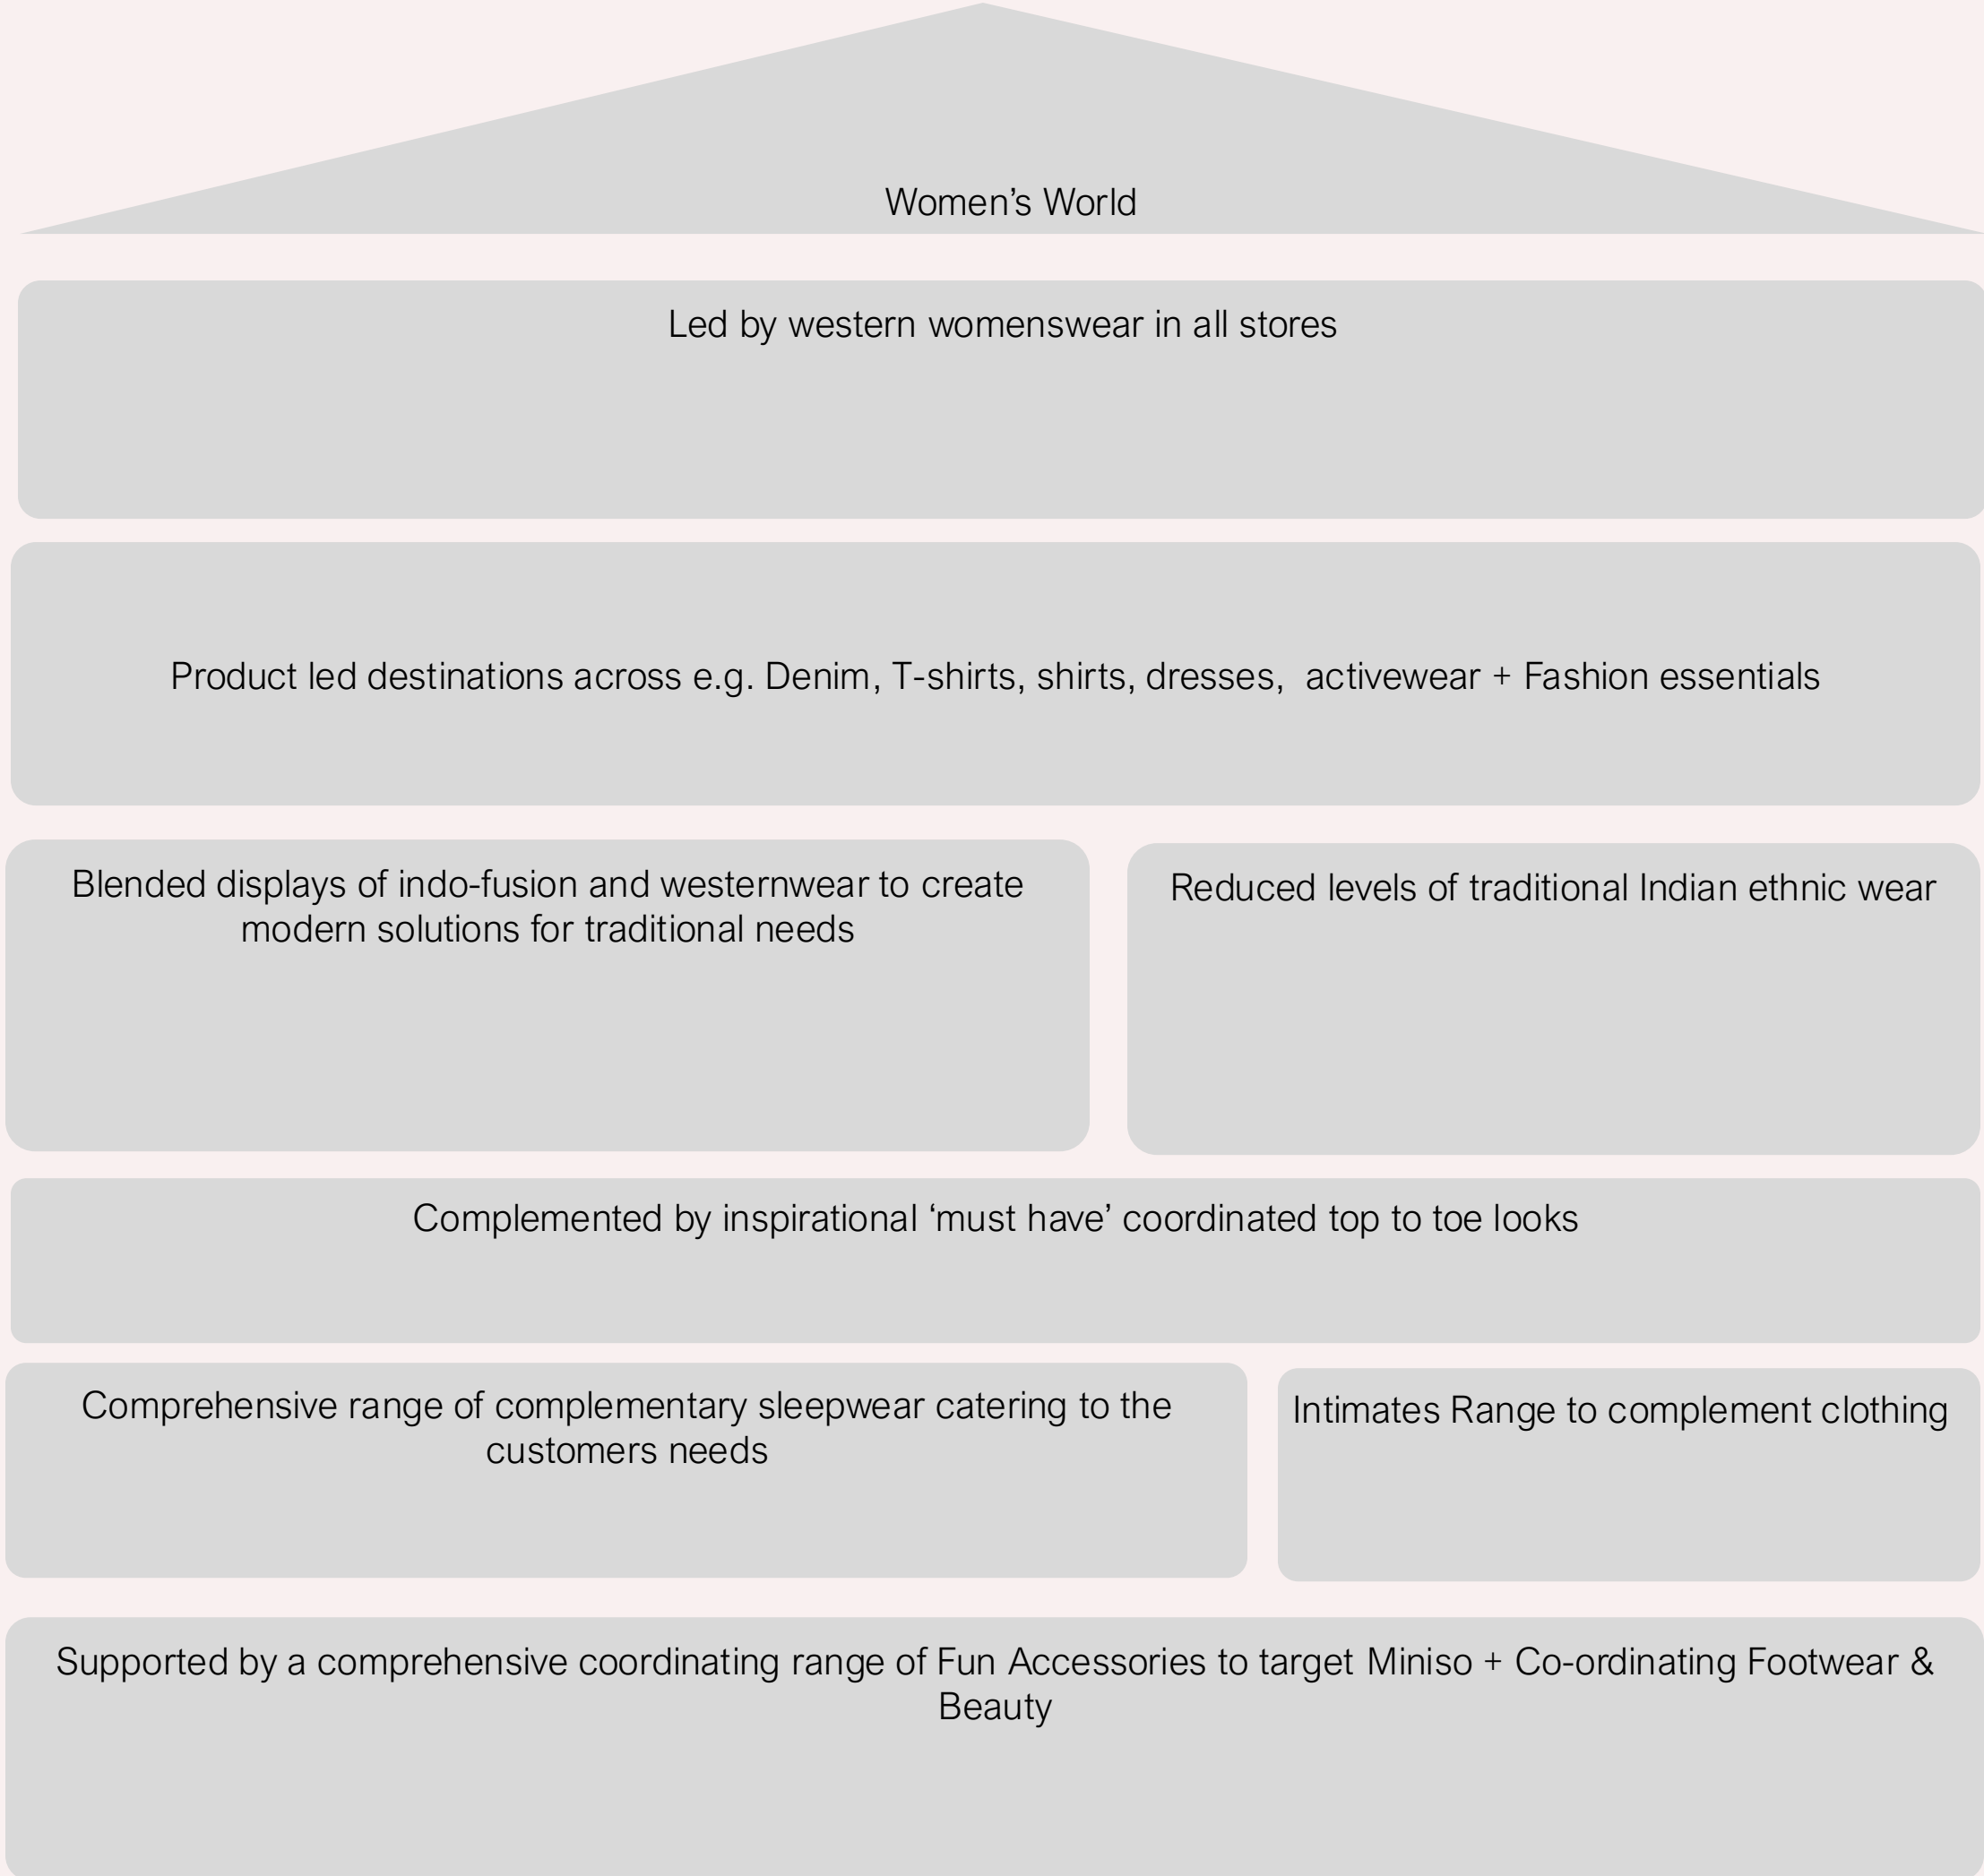 Women’s World
Led by western womenswear in all stores
Product led destinations across e.g. Denim, T-shirts, shirts, dresses,  activewear + Fashion essentials
Blended displays of indo-fusion and westernwear to create
modern solutions for traditional needs
Reduced levels of traditional Indian ethnic wear
Complemented by inspirational ‘must have’ coordinated top to toe looks
Comprehensive range of complementary sleepwear catering to the
customers needs
Intimates Range to complement clothing
Supported by a comprehensive coordinating range of Fun Accessories to target Miniso + Co-ordinating Footwear &
Beauty